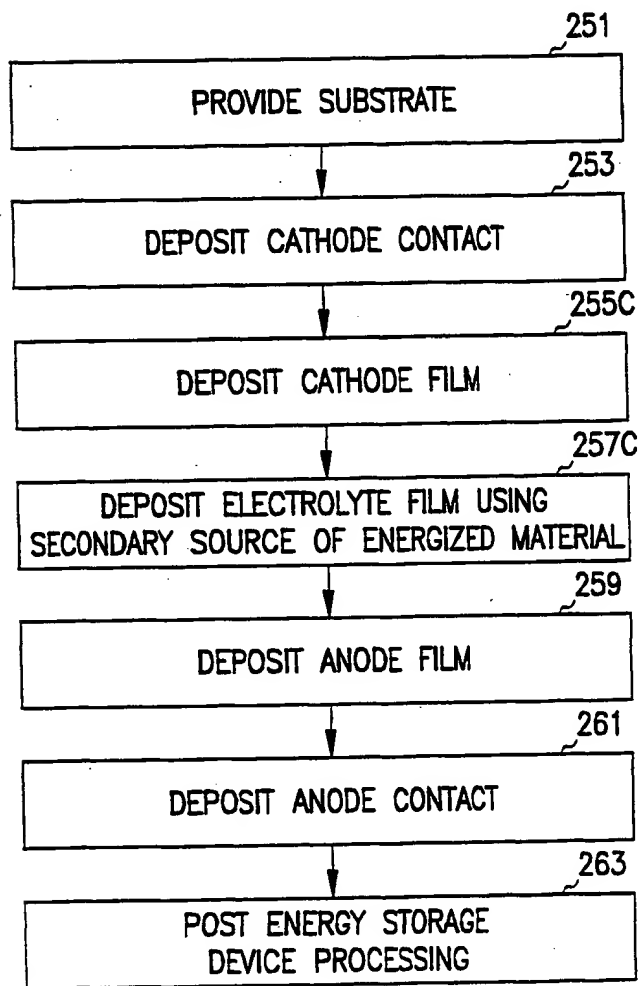 251
PROVIDE SUBSTRATE
253
DEPOSIT CATHODE CONTACT
255C
DEPOSIT CATHODE FILM
257C
DEPOSIT ELECTROLYTE FILM USING
SECONDARY SOURCE OF ENERGIZED MATERIAL
259
DEPOSIT ANODE FILM
261
DEPOSIT ANODE CONTACT
263
POST ENERGY STORAGE
DEVICE PROCESSING